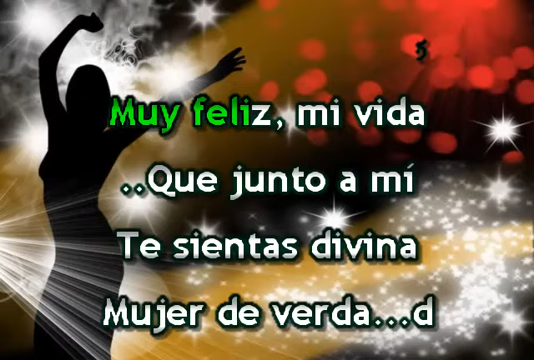 Muy feliz, mi vida
..Que junto a mí
Te sientas divina
Mujer de verda...d